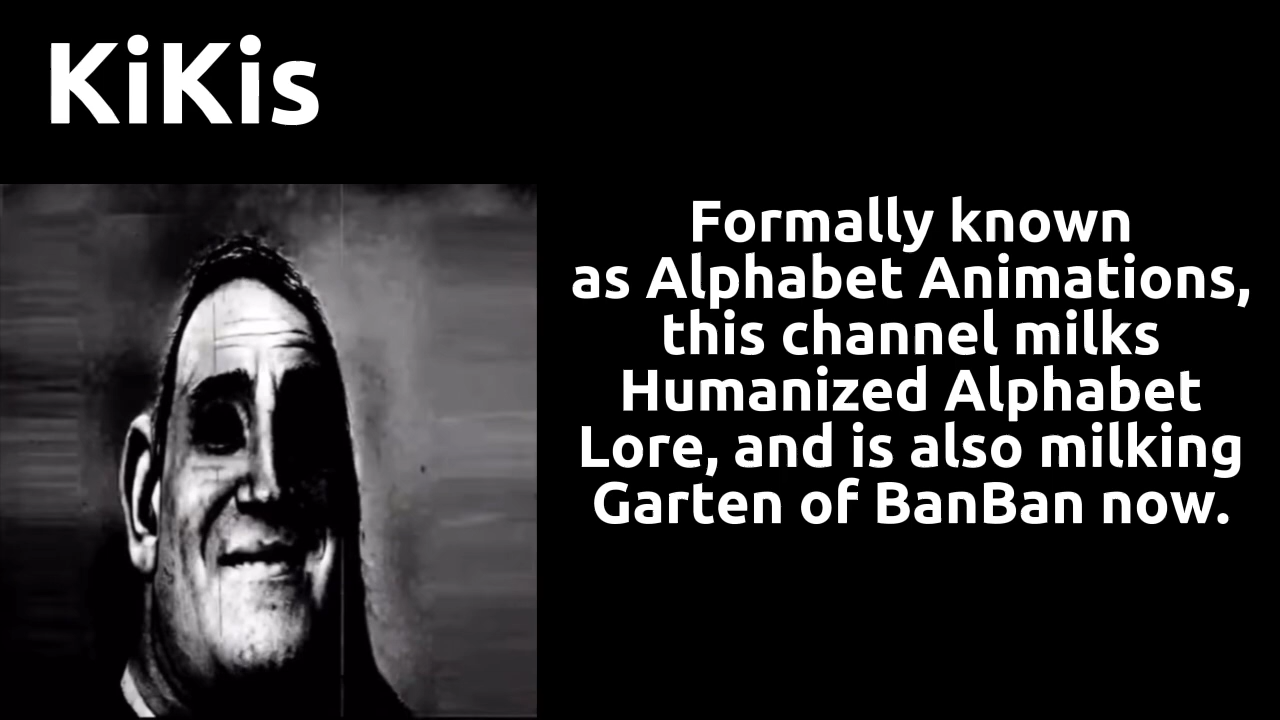 KiKis
Formally known
as Alphabet Animations,
this channel milks
Humanized Alphabet
Lore, and is also milking
Garten of BanBan now.